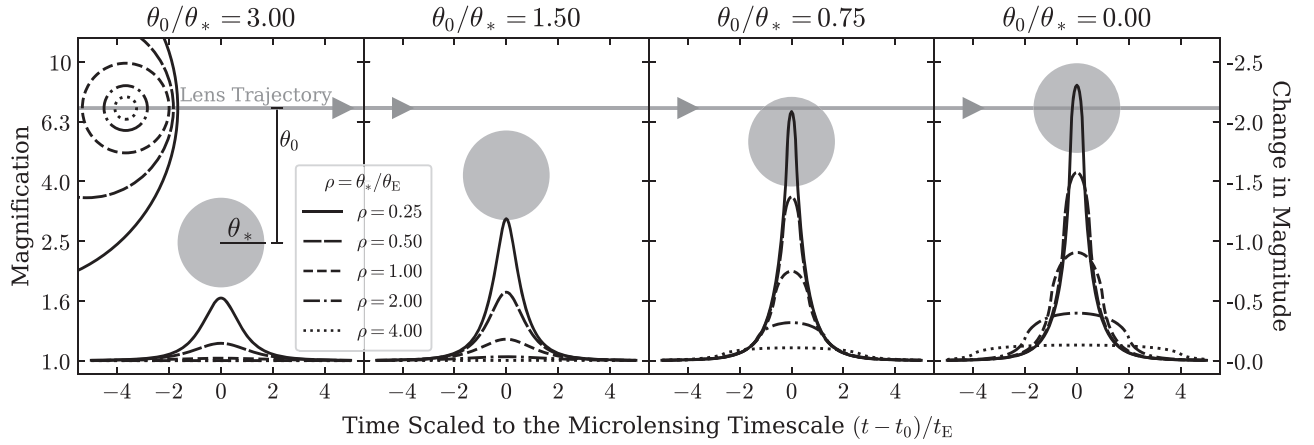 θ₀/θ* = 3.00
θ₀/θ* = 1.50
θ₀/θ* = 0.75
θ₀/θ* = 0.00
Magnification
10
6.3
4.0
2.5
1.6
1.0
Lens Trajectory
θ₀
θ*
ρ = θ*/θ_E
ρ = 0.25
ρ = 0.50
ρ = 1.00
ρ = 2.00
ρ = 4.00
-2.5
-2.0
-1.5
-1.0
-0.5
-0.0
Change in Magnitude
−4 −2 0 2 4
−4 −2 0 2 4
−4 −2 0 2 4
−4 −2 0 2 4
Time Scaled to the Microlensing Timescale (t − t₀)/t_E